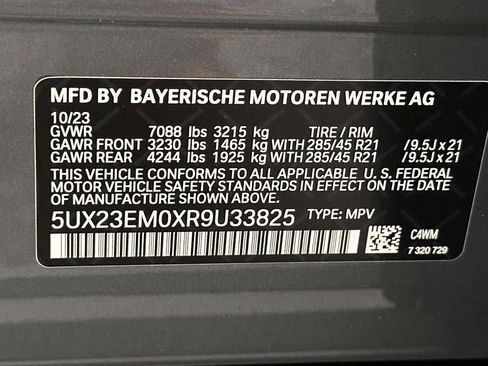 MFD BY BAYERISCHE MOTOREN WERKE AG
10/23
GVWR 7088 lbs 3215 kg TIRE / RIM
GAWR FRONT 3230 lbs 1465 kg WITH 285/45 R21 /9.5J x 21
GAWR REAR 4244 lbs 1925 kg WITH 285/45 R21 /9.5J x 21
THIS VEHICLE CONFORMS TO ALL APPLICABLE U. S. FEDERAL
MOTOR VEHICLE SAFETY STANDARDS IN EFFECT ON THE DATE
OF MANUFACTURE SHOWN ABOVE.
5UX23EM0XR9U33825 TYPE: MPV
C4WM
7 320 729